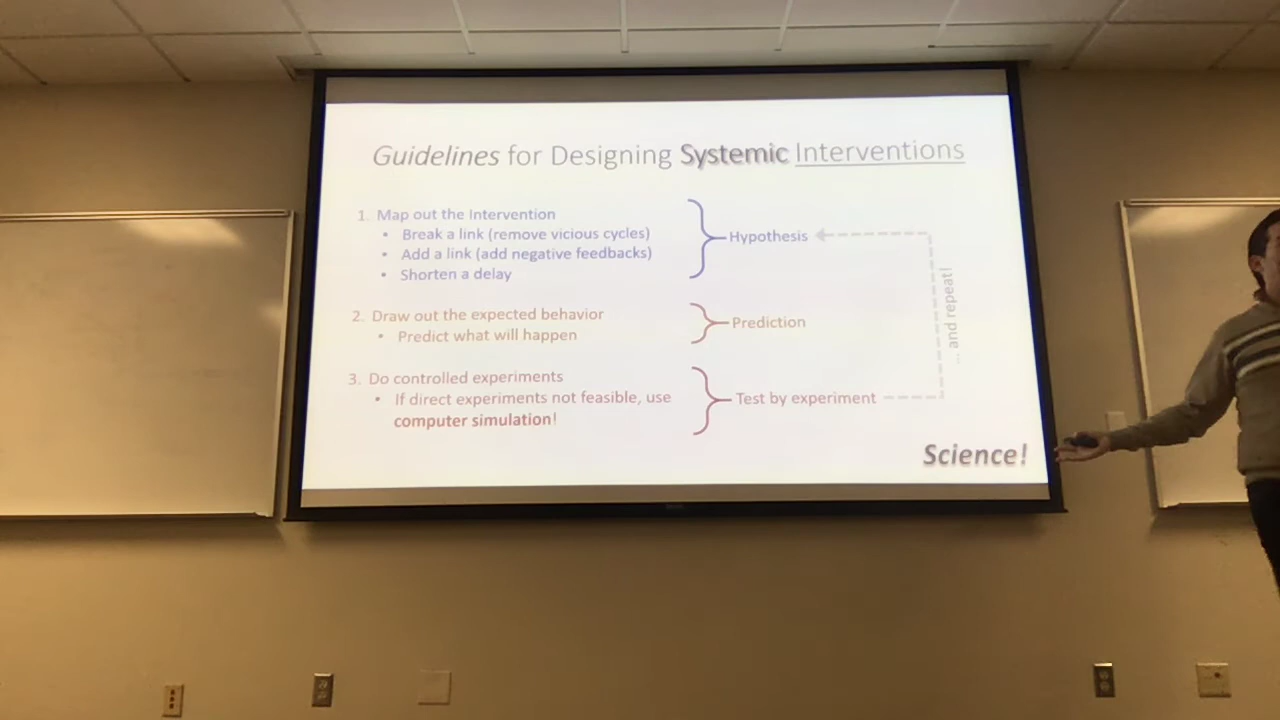 Guidelines for Designing Systemic Interventions
1. Map out the Intervention
• Break a link (remove vicious cycles)
• Add a link (add negative feedbacks)
• Shorten a delay
Hypothesis
2. Draw out the expected behavior
• Predict what will happen
Prediction
... and repeat!
3. Do controlled experiments
• If direct experiments not feasible, use
computer simulation!
Test by experiment
Science!